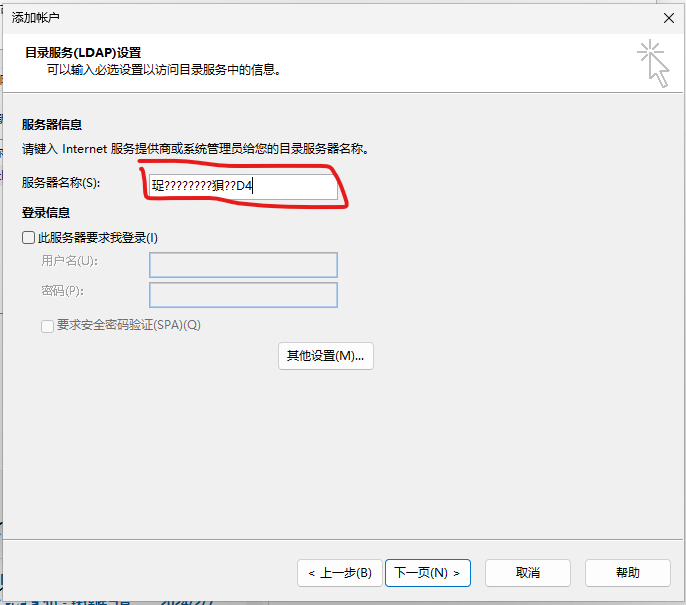 添加帐户
目录服务(LDAP)设置
可以输入必选设置以访问目录服务中的信息。
服务器信息
请键入 Internet 服务提供商或系统管理员给您的目录服务器名称。
服务器名称(S):
珵????????狽??D4
登录信息
此服务器要求我登录(I)
用户名(U):
密码(P):
要求安全密码验证(SPA)(Q)
其他设置(M)...
< 上一步(B)
下一页(N) >
取消
帮助